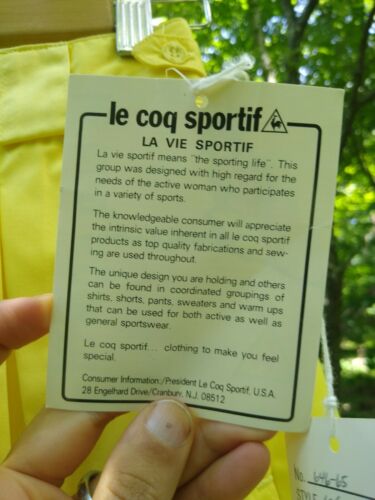 le coq sportif
LA VIE SPORTIF
La vie sportif means "the sporting life". This
group was designed with high regard for the
needs of the active woman who participates
in a variety of sports.
The knowledgeable consumer will appreciate
the intrinsic value inherent in all le coq sportif
products as top quality fabrications and sew-
ing are used throughout.
The unique design you are holding and others
can be found in coordinated groupings of
shirts, shorts, pants, sweaters and warm ups
that can be used for both active as well as
general sportswear.
Le coq sportif... clothing to make you feel
special.
Consumer Information:/President Le Coq Sportif, U.S.A.
28 Engelhard Drive/Cranbury, N.J. 08512
No. 646-65
STYLE